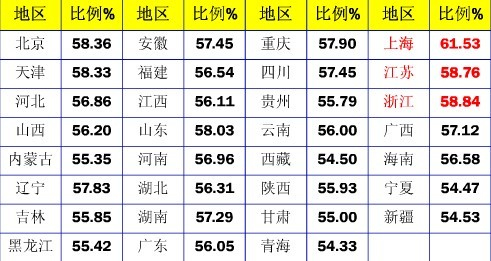 地区 比例% 地区 比例% 地区 比例% 地区 比例%
北京 58.36 安徽 57.45 重庆 57.90 上海 61.53
天津 58.33 福建 56.54 四川 57.45 江苏 58.76
河北 56.86 江西 56.11 贵州 55.79 浙江 58.84
山西 56.20 山东 58.03 云南 56.00 广西 57.12
内蒙古 55.35 河南 56.96 西藏 54.50 海南 56.58
辽宁 57.83 湖北 56.31 陕西 55.93 宁夏 54.47
吉林 55.85 湖南 57.29 甘肃 55.00 新疆 54.53
黑龙江 55.42 广东 56.05 青海 54.33